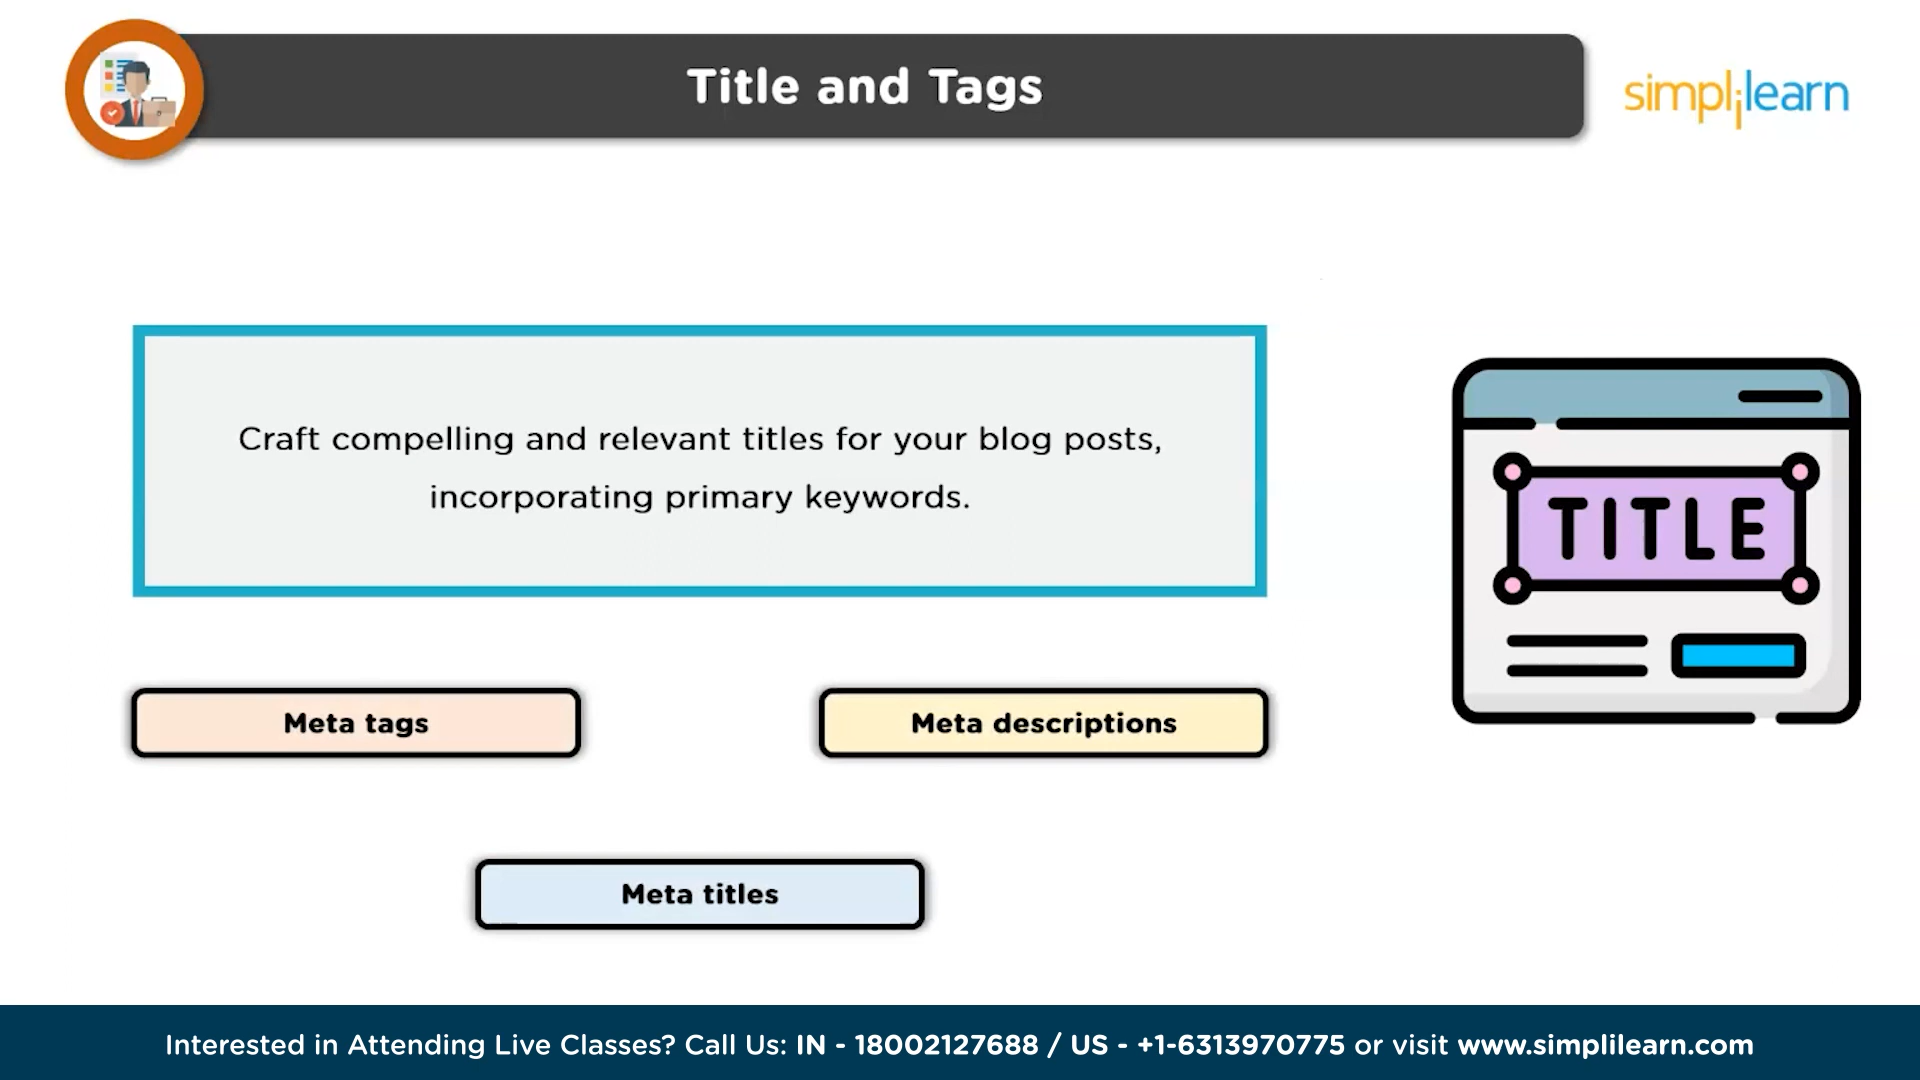 Title and Tags
simplilearn
Craft compelling and relevant titles for your blog posts,
incorporating primary keywords.
TITLE
Meta tags
Meta descriptions
Meta titles
Interested in Attending Live Classes? Call Us: IN - 18002127688 / US - +1-6313970775 or visit www.simplilearn.com